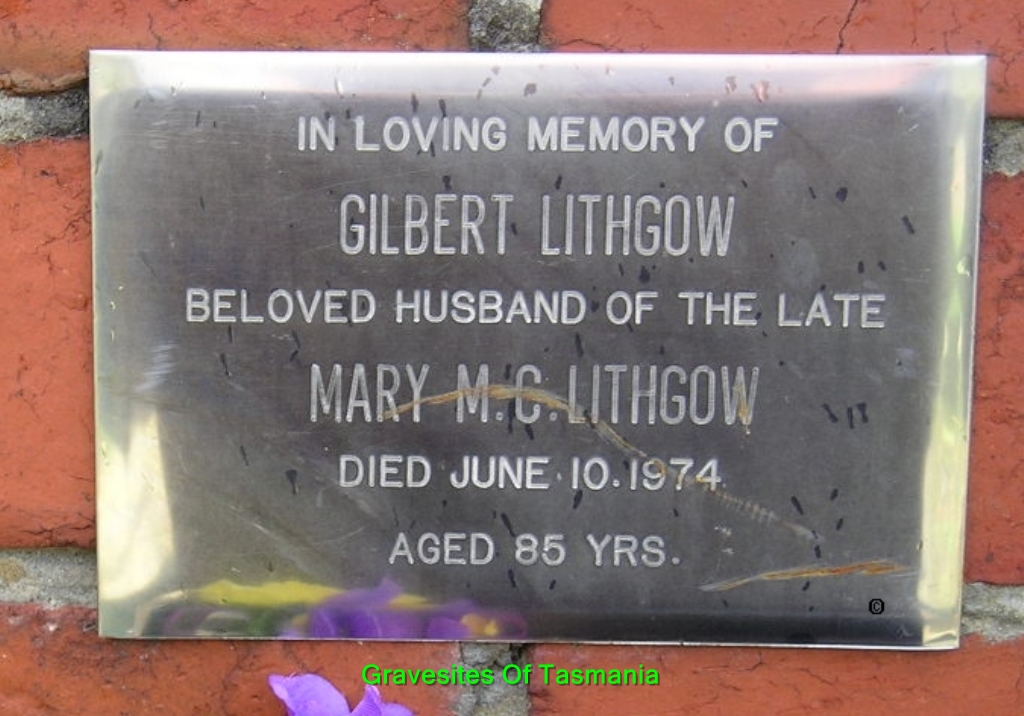 IN LOVING MEMORY OF
GILBERT LITHGOW
BELOVED HUSBAND OF THE LATE
MARY M.C. LITHGOW
DIED JUNE 10.1974
AGED 85 YRS.
©
Gravesites Of Tasmania